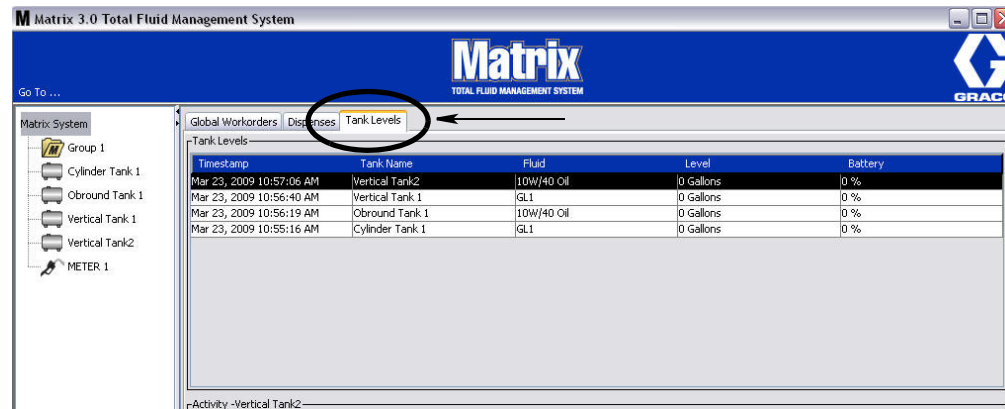 M Matrix 3.0 Total Fluid Management System
Matrix
TOTAL FLUID MANAGEMENT SYSTEM
Go To ...
GRACO
Matrix System
Group 1
Cylinder Tank 1
Obround Tank 1
Vertical Tank 1
Vertical Tank2
METER 1
Global Workorders Dispenses Tank Levels
Tank Levels
Timestamp Tank Name Fluid Level Battery
Mar 23, 2009 10:57:06 AM Vertical Tank2 10W/40 Oil 0 Gallons 0 %
Mar 23, 2009 10:56:40 AM Vertical Tank 1 GL1 0 Gallons 0 %
Mar 23, 2009 10:56:19 AM Obround Tank 1 10W/40 Oil 0 Gallons 0 %
Mar 23, 2009 10:55:16 AM Cylinder Tank 1 GL1 0 Gallons 0 %
Activity -Vertical Tank2